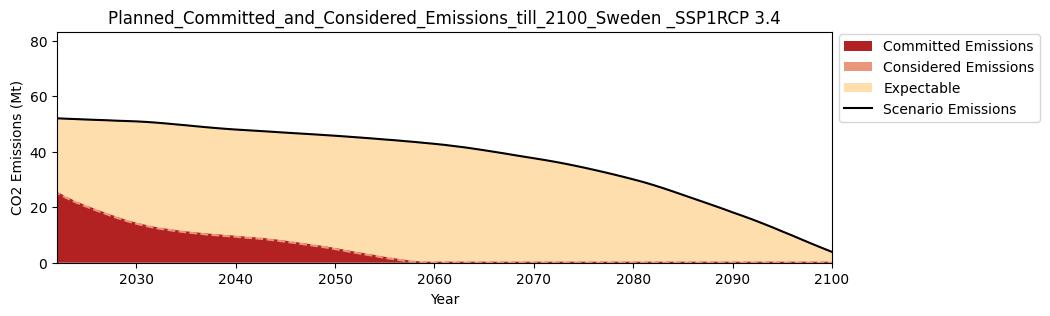 Planned_Committed_and_Considered_Emissions_till_2100_Sweden _SSP1RCP 3.4
80
60
40
20
0
CO2 Emissions (Mt)
2030 2040 2050 2060 2070 2080 2090 2100
Year
Committed Emissions
Considered Emissions
Expectable
Scenario Emissions